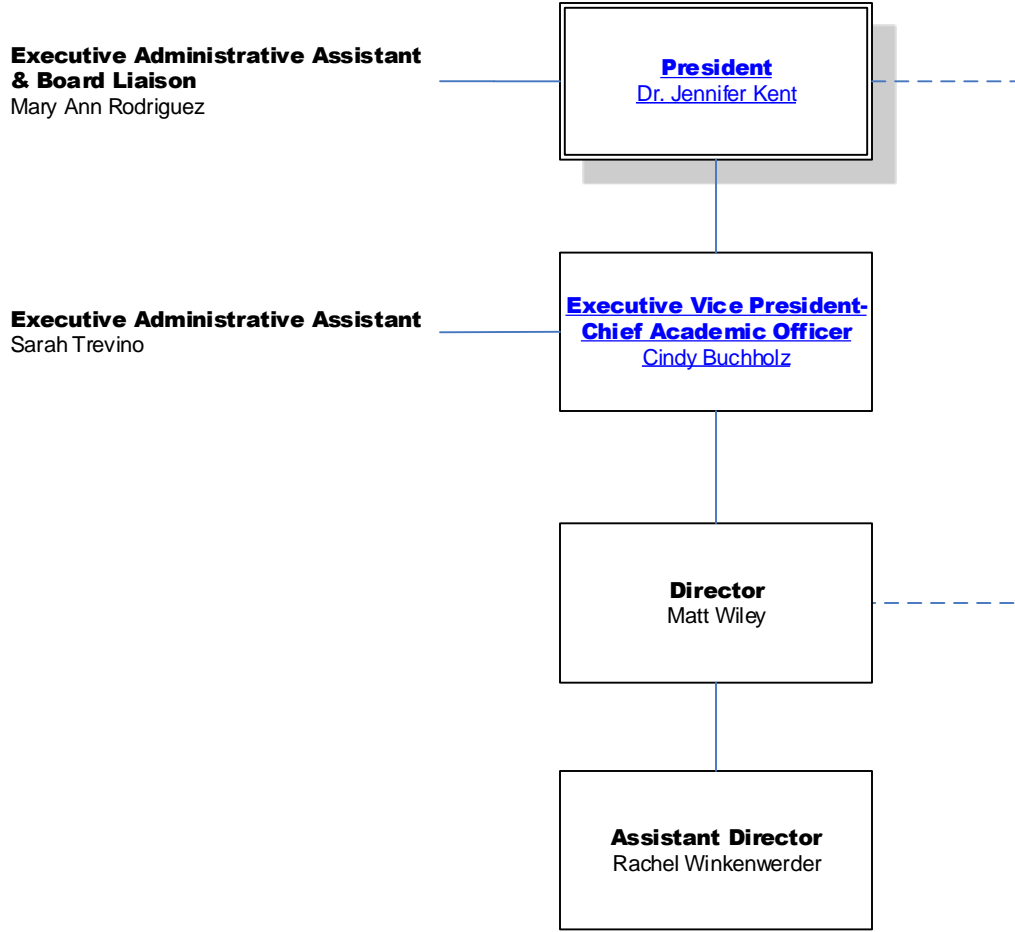 Executive Administrative Assistant
& Board Liaison
Mary Ann Rodriguez
President
Dr. Jennifer Kent
Executive Administrative Assistant
Sarah Trevino
Executive Vice President-
Chief Academic Officer
Cindy Buchholz
Director
Matt Wiley
Assistant Director
Rachel Winkenwerder